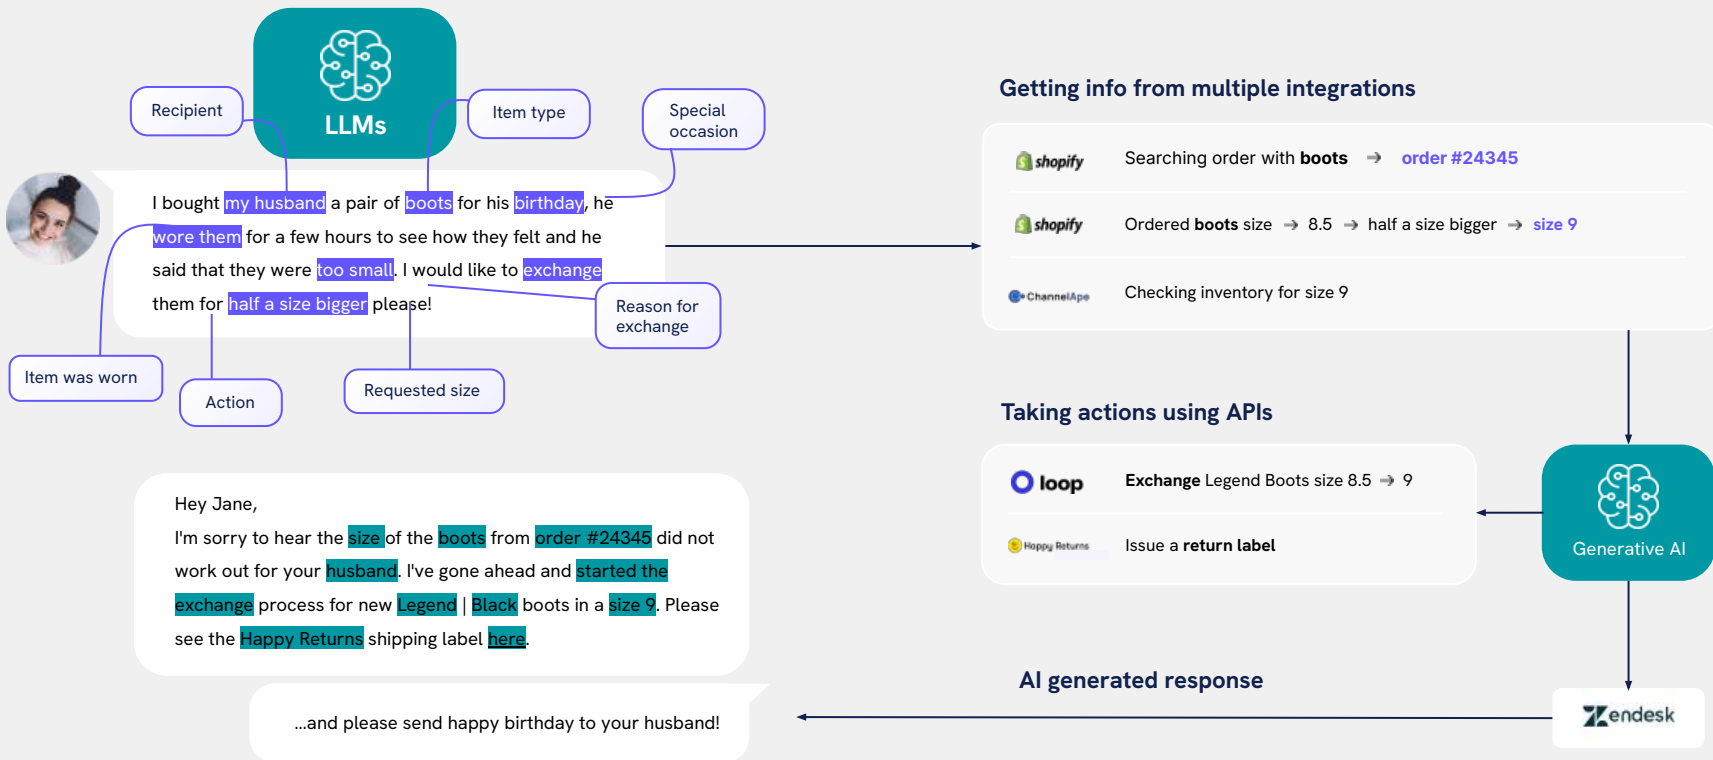 LLMs
Recipient
Item type
Special
occasion
I bought my husband a pair of boots for his birthday, he
wore them for a few hours to see how they felt and he
said that they were too small. I would like to exchange
them for half a size bigger please!
Reason for
exchange
Item was worn
Action
Requested size
Getting info from multiple integrations
shopify Searching order with boots → order #24345
shopify Ordered boots size → 8.5 → half a size bigger → size 9
ChannelApe Checking inventory for size 9
Taking actions using APIs
loop Exchange Legend Boots size 8.5 → 9
Happy Returns Issue a return label
Generative AI
zendesk
AI generated response
Hey Jane,
I'm sorry to hear the size of the boots from order #24345 did not
work out for your husband. I've gone ahead and started the
exchange process for new Legend | Black boots in a size 9. Please
see the Happy Returns shipping label here.
...and please send happy birthday to your husband!